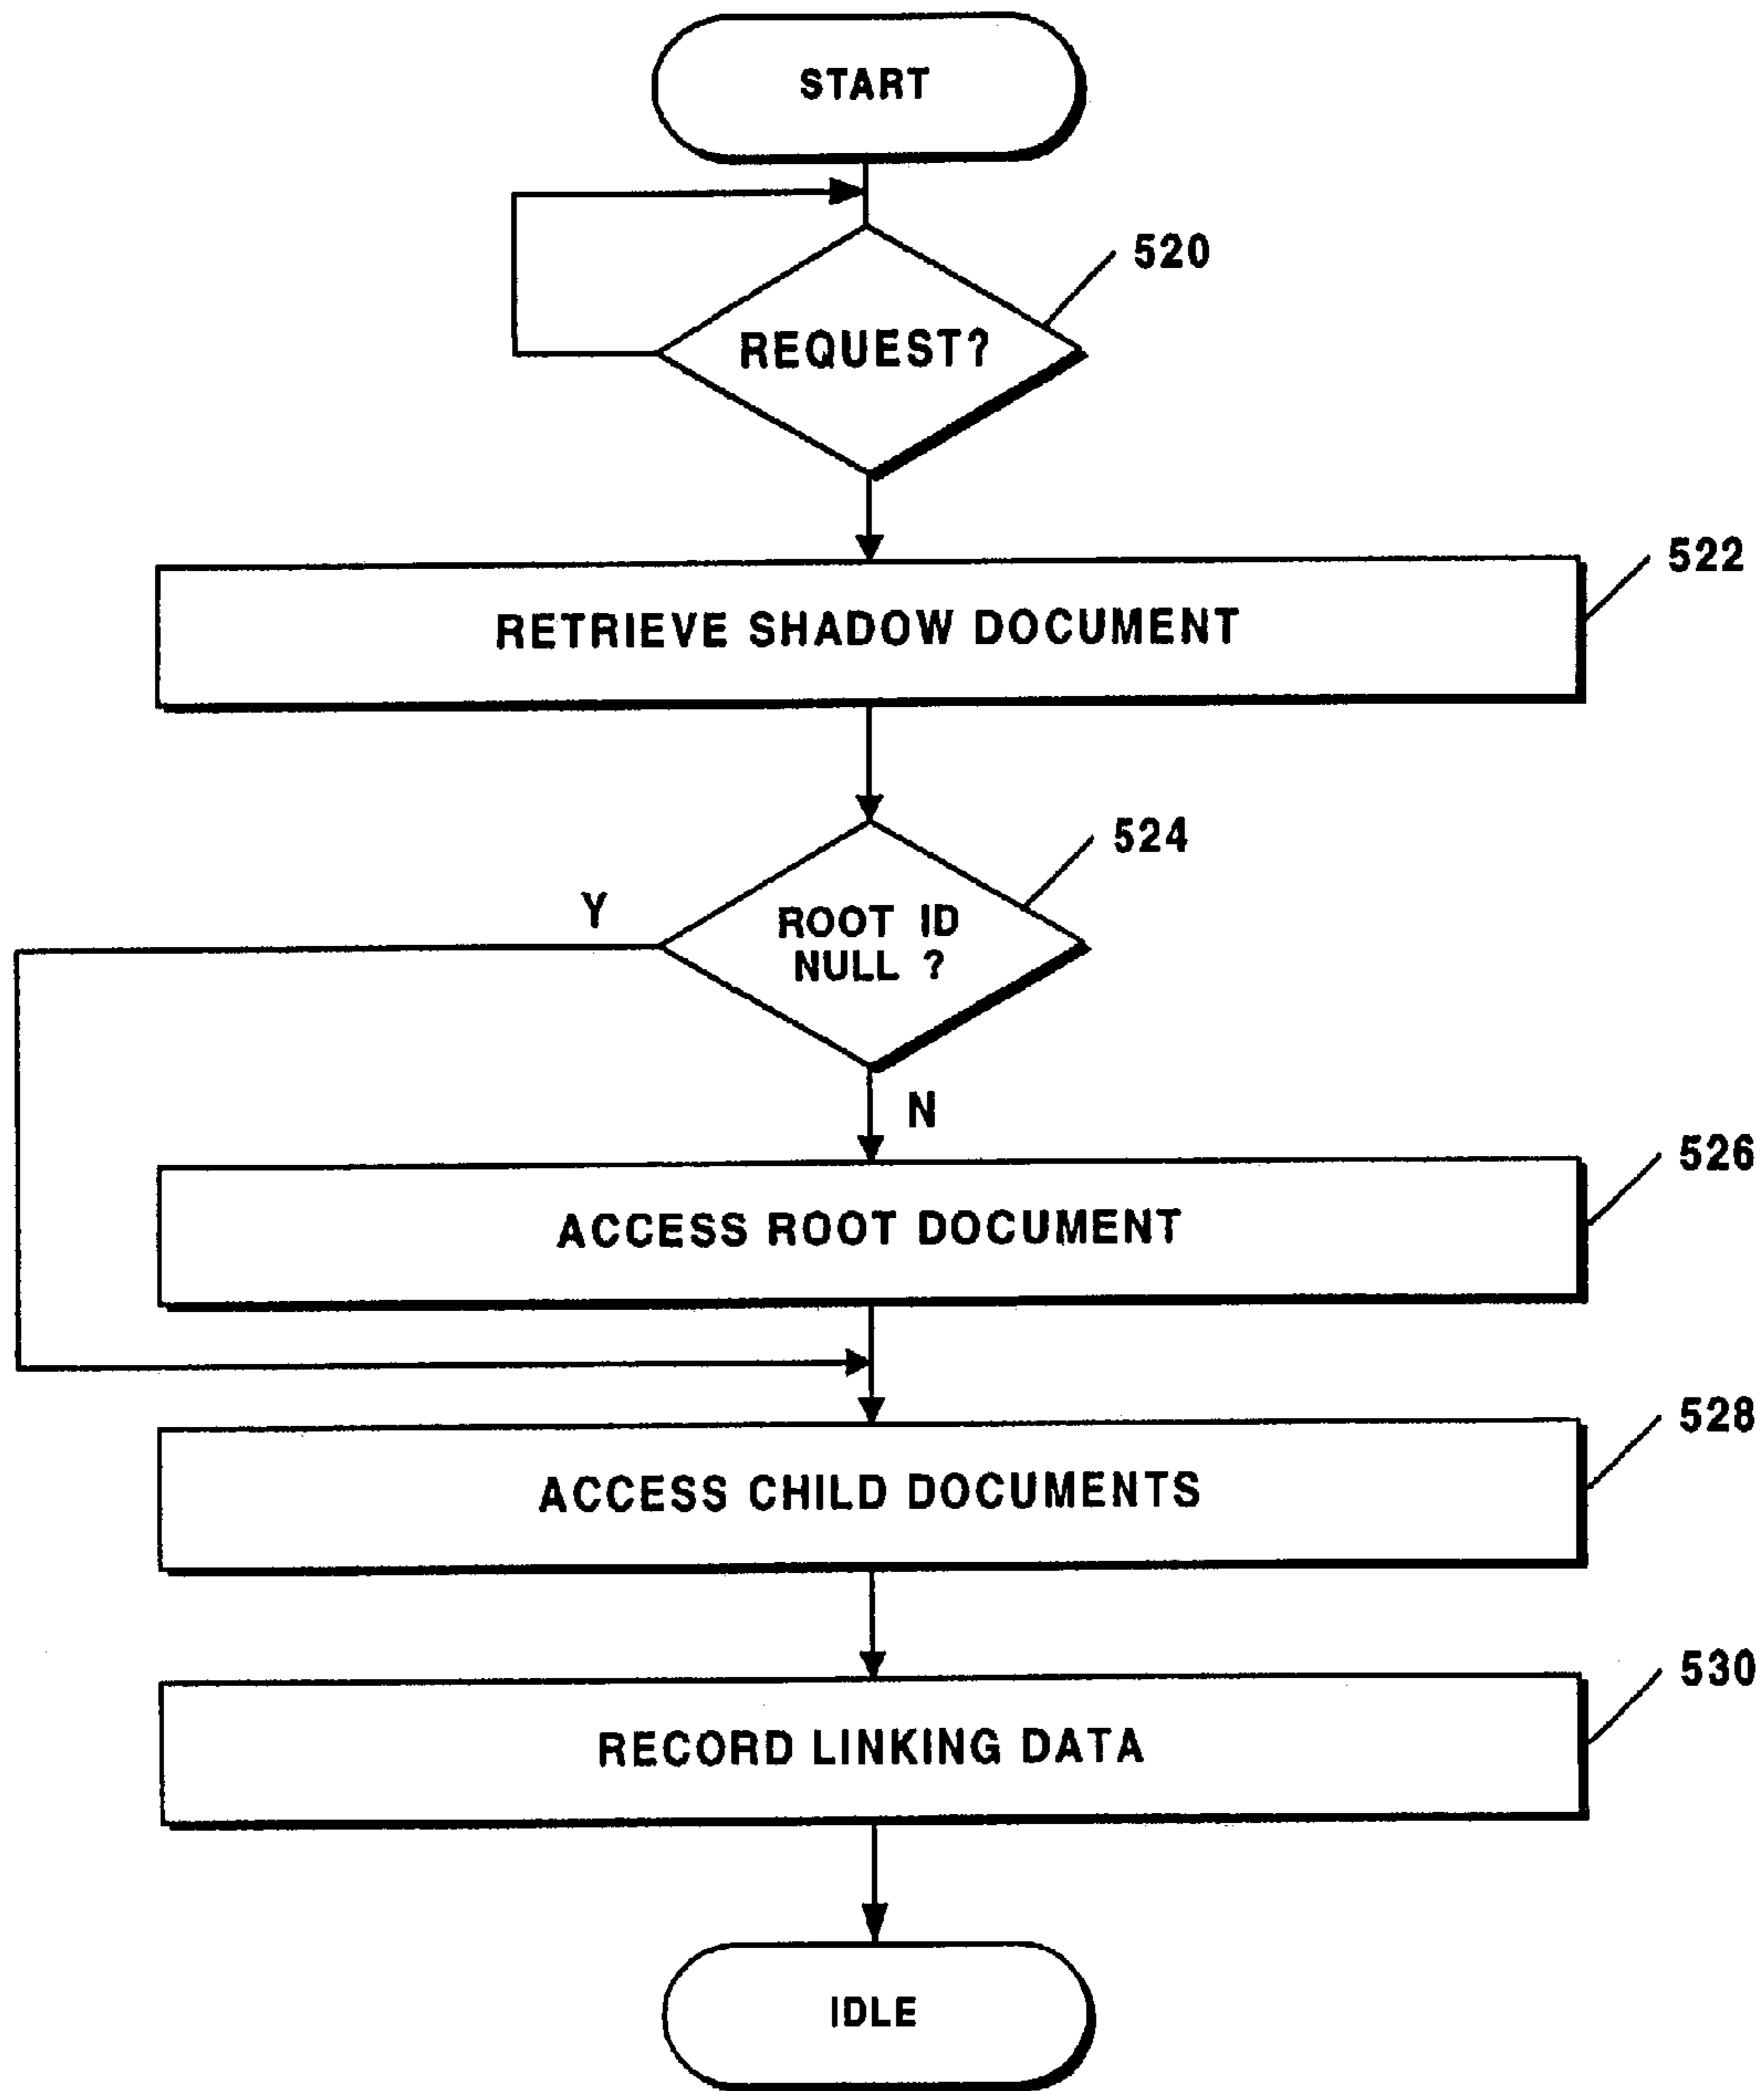 START
520
REQUEST?
522
RETRIEVE SHADOW DOCUMENT
524
Y
ROOT ID
NULL ?
N
526
ACCESS ROOT DOCUMENT
528
ACCESS CHILD DOCUMENTS
530
RECORD LINKING DATA
IDLE